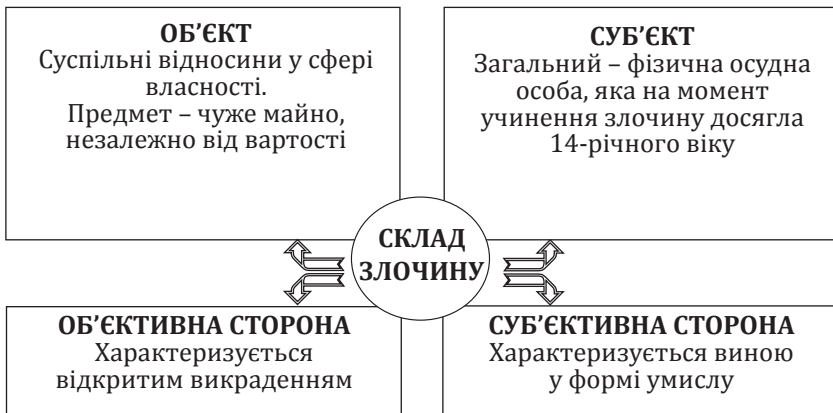 ОБ'ЄКТ
Суспільні відносини у сфері
власності.
Предмет – чуже майно,
незалежно від вартості
СУБ'ЄКТ
Загальний – фізична осудна
особа, яка на момент
учинення злочину досягла
14-річного віку
СКЛАД
ЗЛОЧИНУ
ОБ'ЄКТИВНА СТОРОНА
Характеризується
відкритим викраденням
СУБ'ЄКТИВНА СТОРОНА
Характеризується виною
у формі умислу